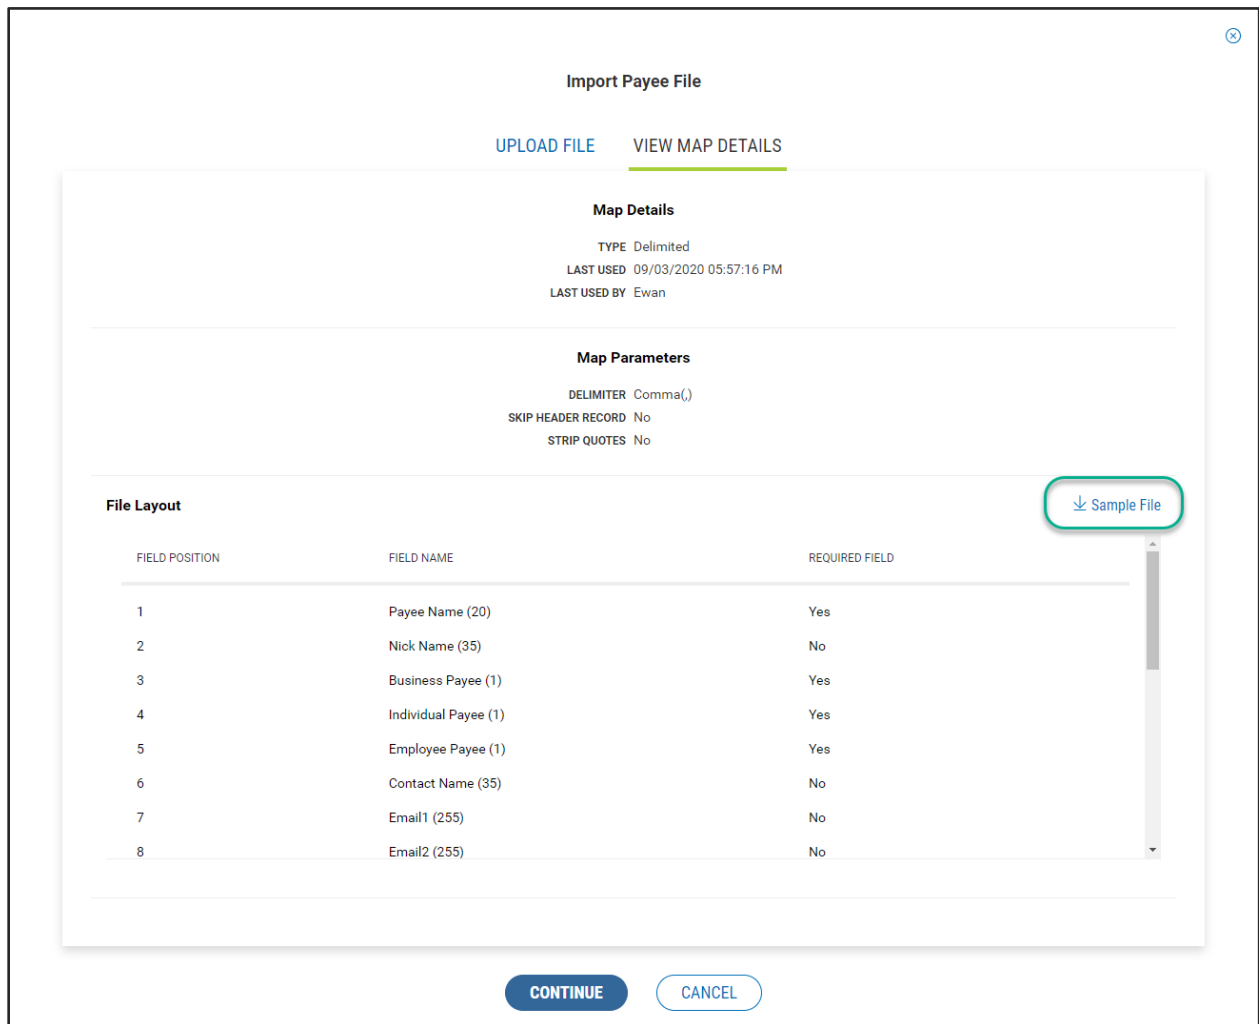 Import Payee File
UPLOAD FILE VIEW MAP DETAILS
Map Details
TYPE Delimited
LAST USED 09/03/2020 05:57:16 PM
LAST USED BY Ewan
Map Parameters
DELIMITER Comma(,)
SKIP HEADER RECORD No
STRIP QUOTES No
File Layout Sample File
FIELD POSITION FIELD NAME REQUIRED FIELD
1 Payee Name (20) Yes
2 Nick Name (35) No
3 Business Payee (1) Yes
4 Individual Payee (1) Yes
5 Employee Payee (1) Yes
6 Contact Name (35) No
7 Email1 (255) No
8 Email2 (255) No
CONTINUE CANCEL